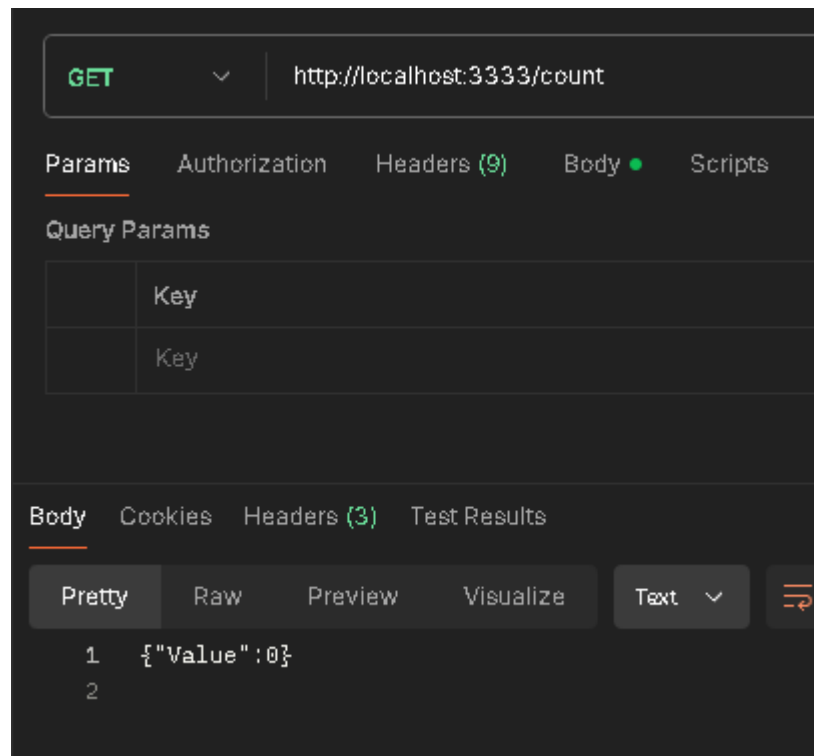 GET http://localhost:3333/count
Params Authorization Headers (9) Body Scripts
Query Params
Key
Key
Body Cookies Headers (3) Test Results
Pretty Raw Preview Visualize Text
1 {"Value":0}
2